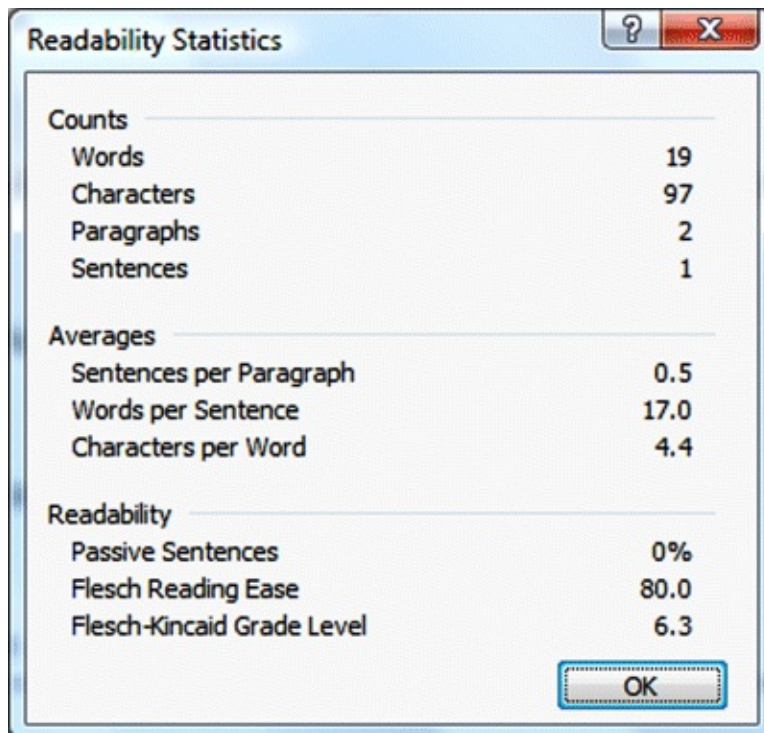 Readability Statistics
Counts
Words 19
Characters 97
Paragraphs 2
Sentences 1
Averages
Sentences per Paragraph 0.5
Words per Sentence 17.0
Characters per Word 4.4
Readability
Passive Sentences 0%
Flesch Reading Ease 80.0
Flesch-Kincaid Grade Level 6.3
OK